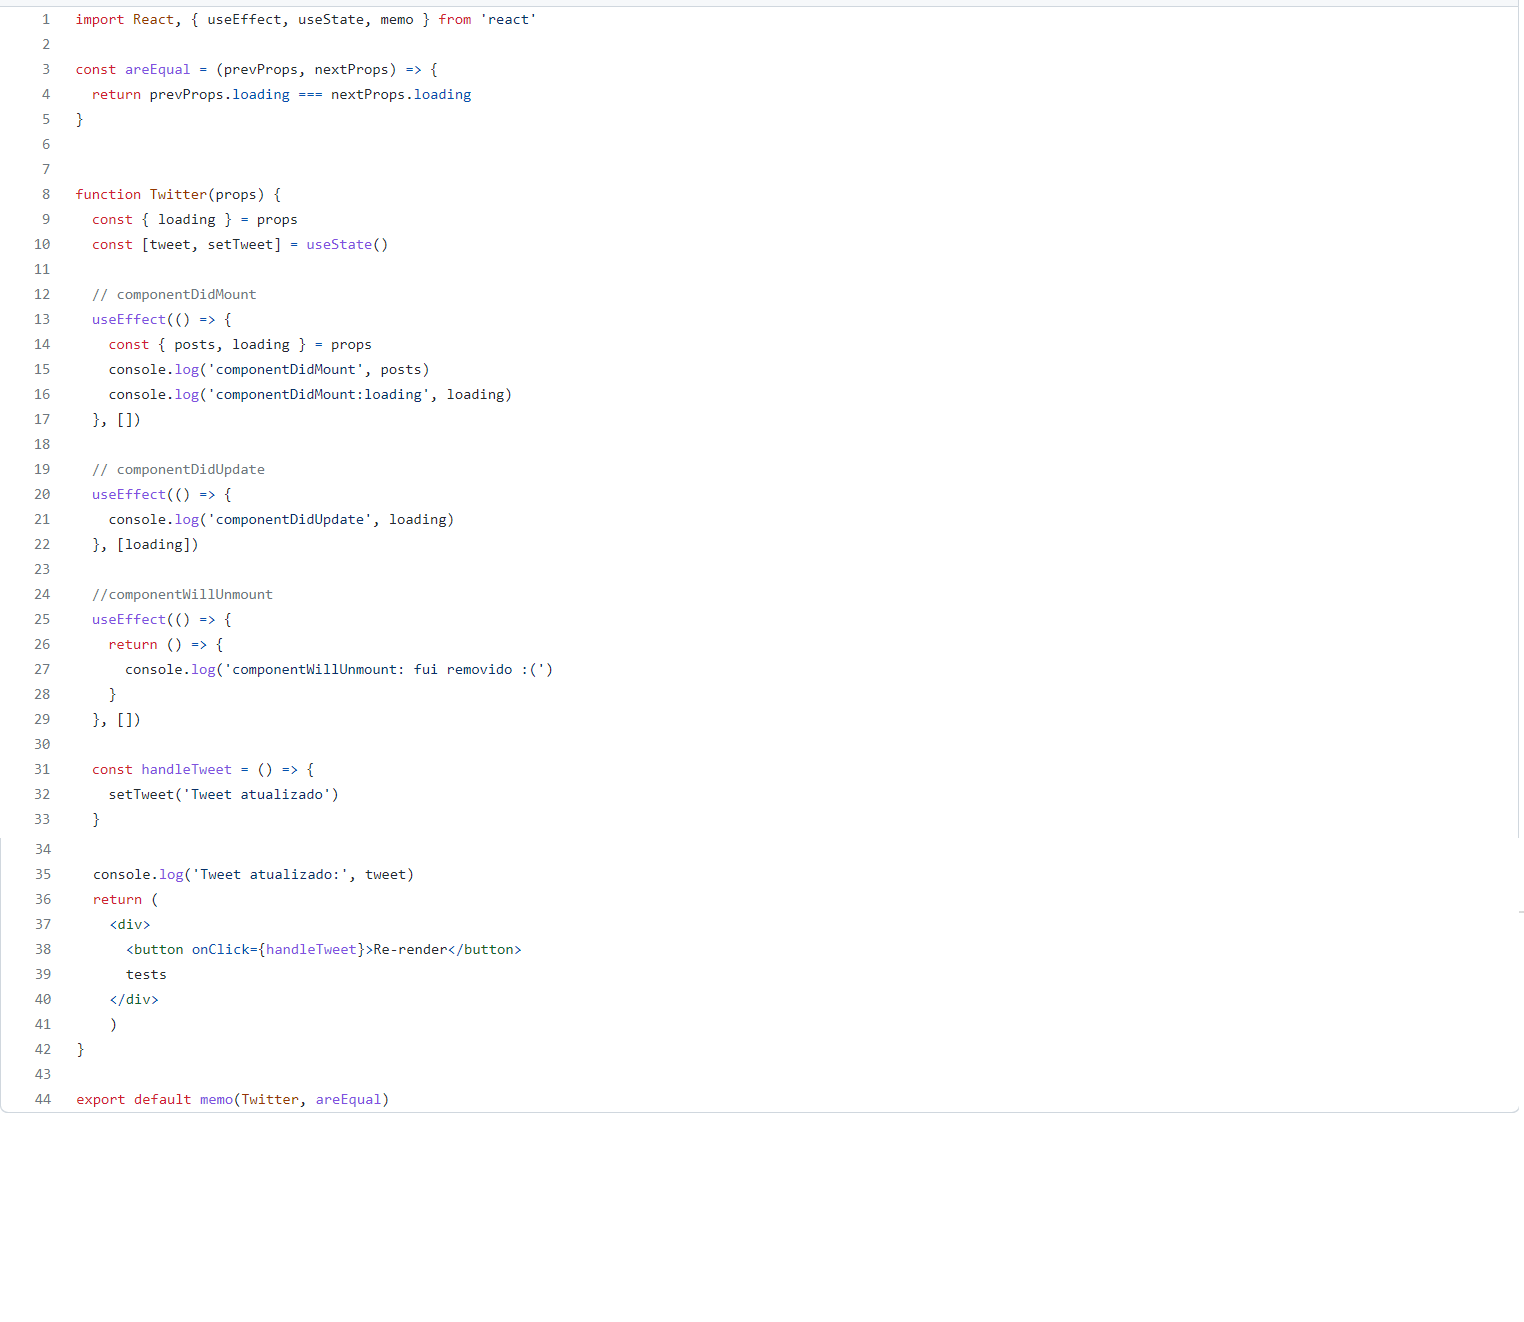 1 import React, { useEffect, useState, memo } from 'react'
2
3 const areEqual = (prevProps, nextProps) => {
4   return prevProps.loading === nextProps.loading
5 }
6
7
8 function Twitter(props) {
9   const { loading } = props
10   const [tweet, setTweet] = useState()
11
12   // componentDidMount
13   useEffect(() => {
14     const { posts, loading } = props
15     console.log('componentDidMount', posts)
16     console.log('componentDidMount:loading', loading)
17   }, [])
18
19   // componentDidUpdate
20   useEffect(() => {
21     console.log('componentDidUpdate', loading)
22   }, [loading])
23
24   //componentWillUnmount
25   useEffect(() => {
26     return () => {
27       console.log('componentWillUnmount: fui removido :(')
28     }
29   }, [])
30
31   const handleTweet = () => {
32     setTweet('Tweet atualizado')
33   }
34
35   console.log('Tweet atualizado:', tweet)
36   return (
37     <div>
38       <button onClick={handleTweet}>Re-render</button>
39       tests
40     </div>
41     )
42 }
43
44 export default memo(Twitter, areEqual)